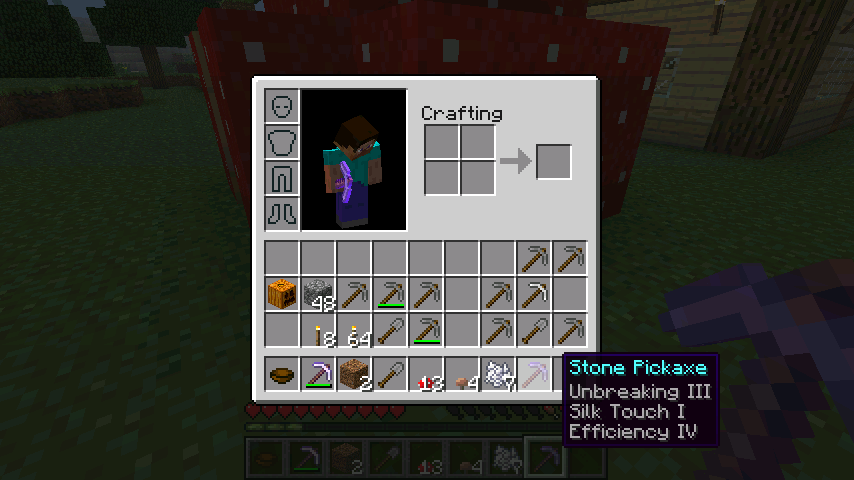 Crafting
48
8
64
2
13
4
7
Stone Pickaxe
Unbreaking III
Silk Touch I
Efficiency IV
2
13
4
7